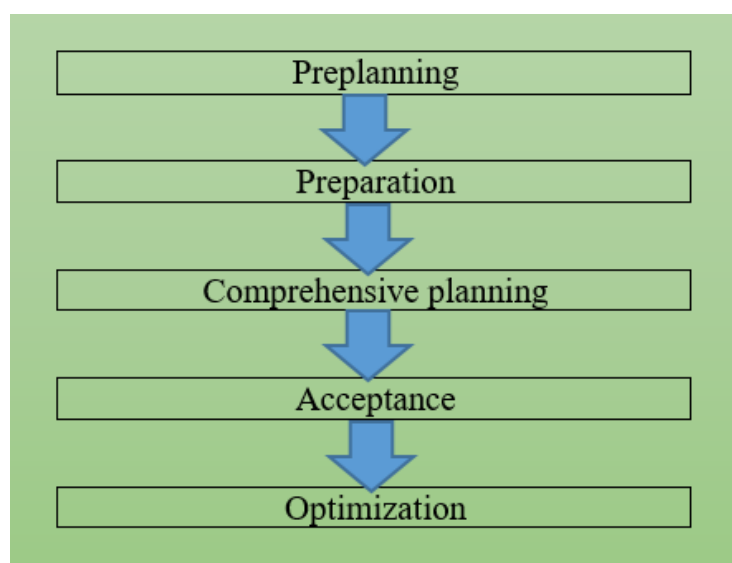 Preplanning
Preparation
Comprehensive planning
Acceptance
Optimization